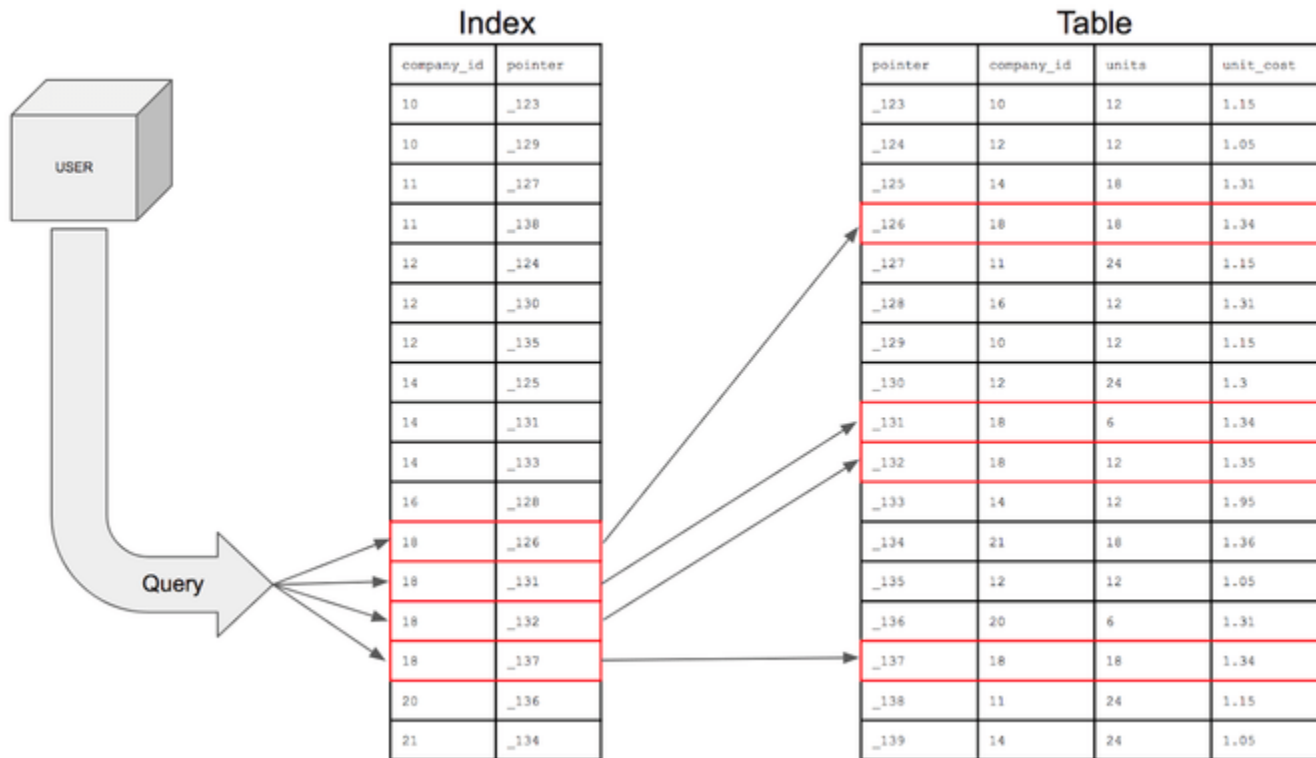 Index
Table
company_id pointer
10 _123
10 _129
11 _127
11 _138
12 _124
12 _130
12 _135
14 _125
14 _131
14 _133
16 _128
18 _126
18 _131
18 _132
18 _137
20 _136
21 _134
pointer company_id units unit_cost
_123 10 12 1.15
_124 12 12 1.05
_125 14 18 1.31
_126 18 18 1.34
_127 11 24 1.15
_128 16 12 1.31
_129 10 12 1.15
_130 12 24 1.3
_131 18 6 1.34
_132 18 12 1.35
_133 14 12 1.95
_134 21 18 1.36
_135 12 12 1.05
_136 20 6 1.31
_137 18 18 1.34
_138 11 24 1.15
_139 14 24 1.05
USER
Query